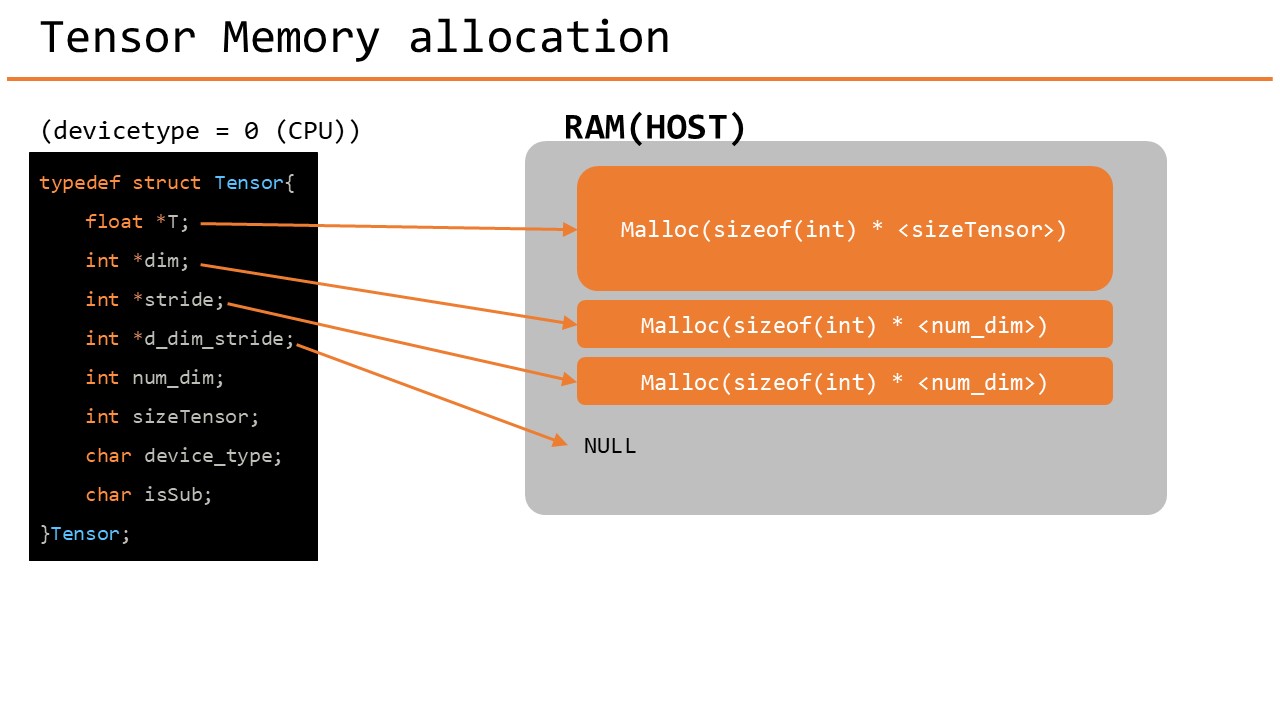 Tensor Memory allocation
(devicetype = 0 (CPU))
typedef struct Tensor{
float *T;
int *dim;
int *stride;
int *d_dim_stride;
int num_dim;
int sizeTensor;
char device_type;
char isSub;
}Tensor;
RAM(HOST)
Malloc(sizeof(int) * <sizeTensor>)
Malloc(sizeof(int) * <num_dim>)
Malloc(sizeof(int) * <num_dim>)
NULL